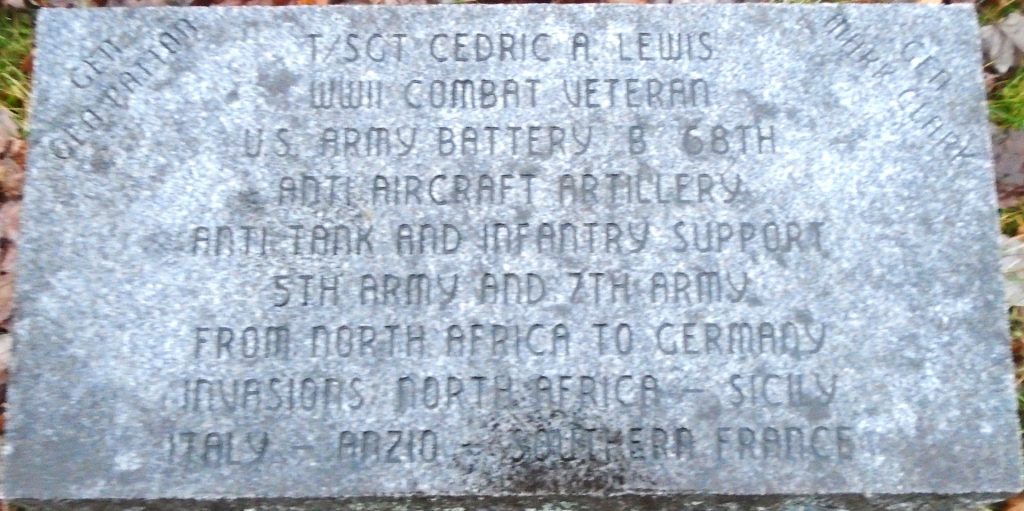 GEN
GEO PATTON
T/SGT CEDRIC A. LEWIS
WWII COMBAT VETERAN
U.S. ARMY BATTERY B 68TH
ANTI AIRCRAFT ARTILLERY
ANTI TANK AND INFANTRY SUPPORT
5TH ARMY AND 7TH ARMY
FROM NORTH AFRICA TO GERMANY
INVASIONS NORTH AFRICA - SICILY
ITALY - ANZIO - SOUTHERN FRANCE
GEN
MARK CLARK